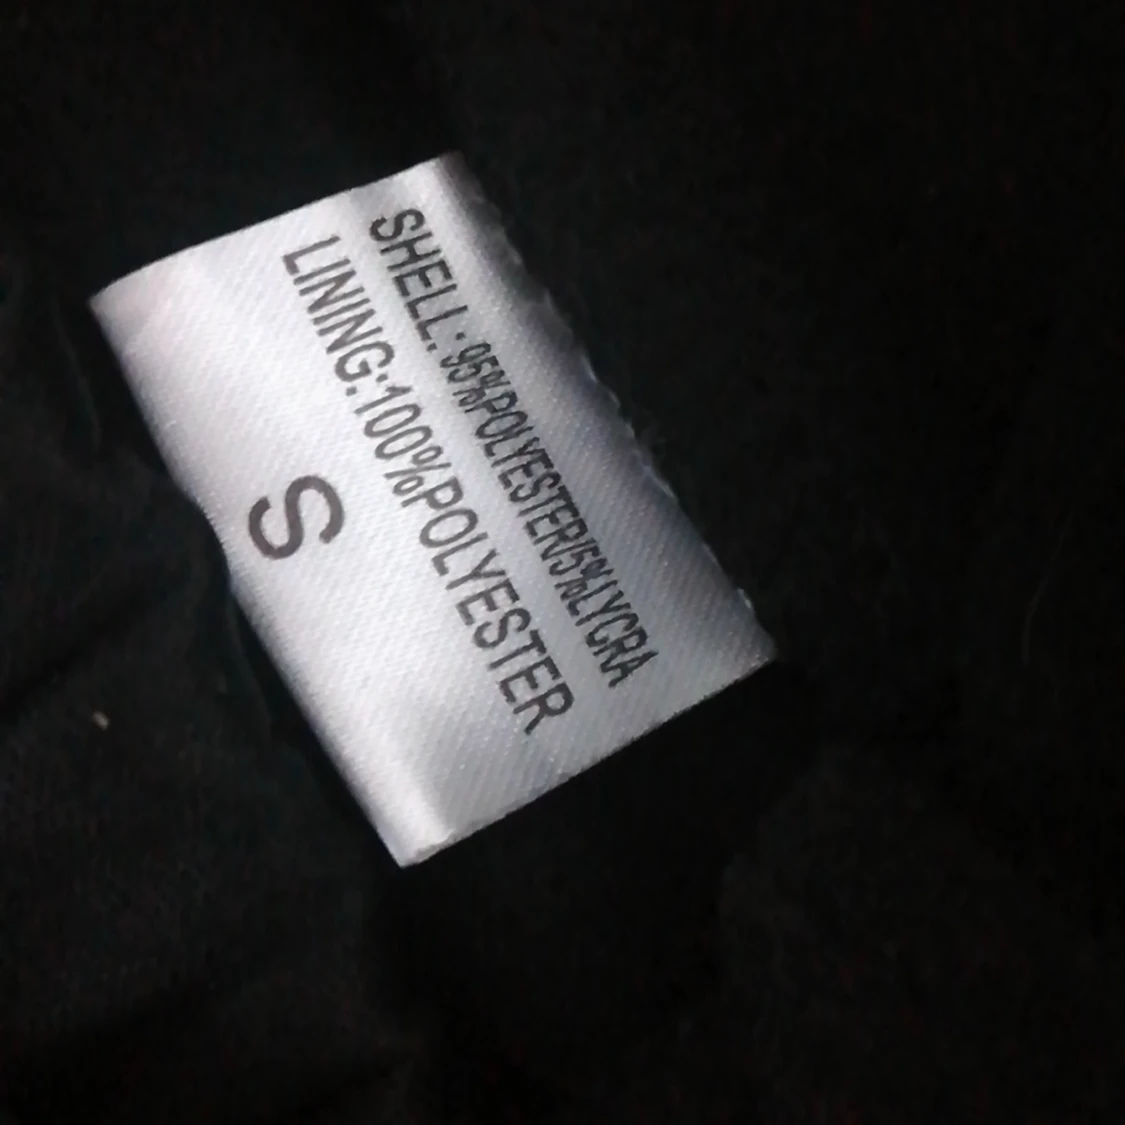 SHELL: 95%POLYESTER/5%LYCRA
LINING:100%POLYESTER
S